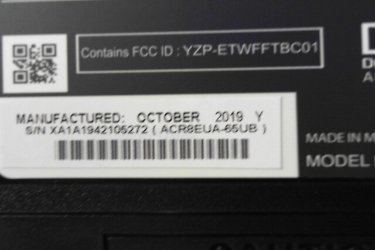 Contains FCC ID : YZP-ETWFFTBC01
D
A
MANUFACTURED: OCTOBER 2019 Y
S/N XA1A1942105272 ( ACR8EUA-65UB )
MADE IN M
MODEL